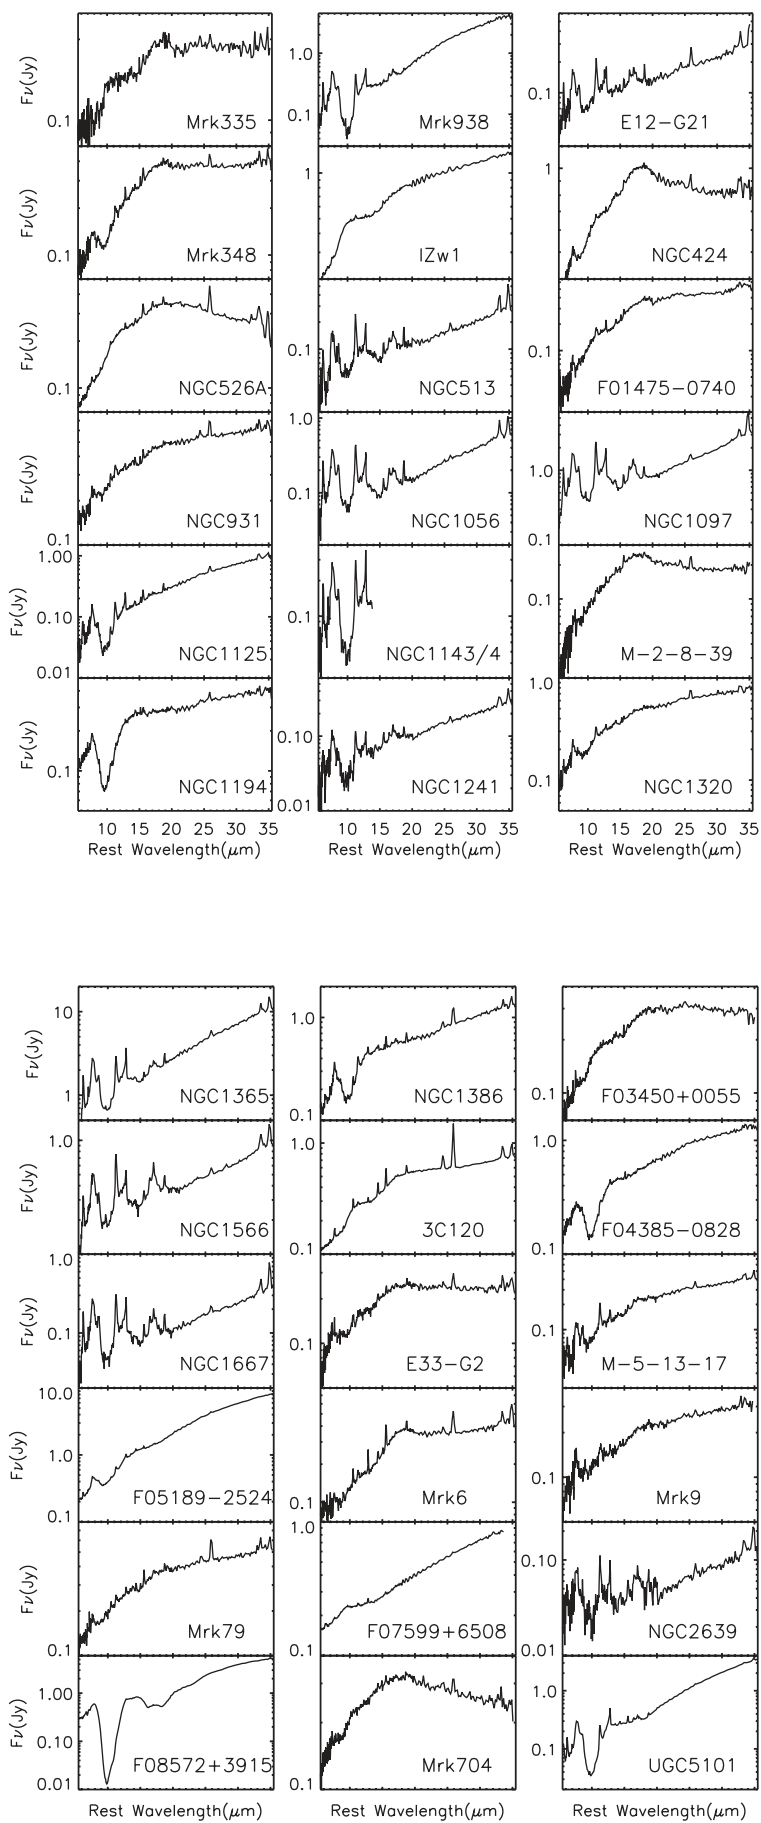 Fν(Jy)
0.1
Mrk335
1.0
0.1
Mrk938
0.1
E12−G21
Fν(Jy)
0.1
Mrk348
1
IZw1
1
NGC424
Fν(Jy)
0.1
NGC526A
0.1
NGC513
0.1
F01475−0740
Fν(Jy)
0.1
NGC931
1.0
0.1
NGC1056
1.0
0.1
NGC1097
Fν(Jy)
1.00
0.10
0.01
NGC1125
0.1
NGC1143/4
0.1
M−2−8−39
Fν(Jy)
0.1
NGC1194
0.10
0.01
NGC1241
1.0
0.1
NGC1320
10 15 20 25 30 35
10 15 20 25 30 35
10 15 20 25 30 35
Rest Wavelength(μm)
Rest Wavelength(μm)
Rest Wavelength(μm)
Fν(Jy)
10
1
NGC1365
1.0
0.1
NGC1386
0.1
F03450+0055
Fν(Jy)
1.0
NGC1566
1.0
0.1
3C120
1.0
0.1
F04385−0828
Fν(Jy)
1.0
0.1
NGC1667
0.1
E33−G2
0.1
M−5−13−17
Fν(Jy)
10.0
1.0
0.1
F05189−2524
0.1
Mrk6
0.1
Mrk9
Fν(Jy)
0.1
Mrk79
1.0
F07599+6508
0.10
0.01
NGC2639
Fν(Jy)
1.00
0.10
0.01
F08572+3915
0.1
Mrk704
1.0
0.1
UGC5101
Rest Wavelength(μm)
Rest Wavelength(μm)
Rest Wavelength(μm)